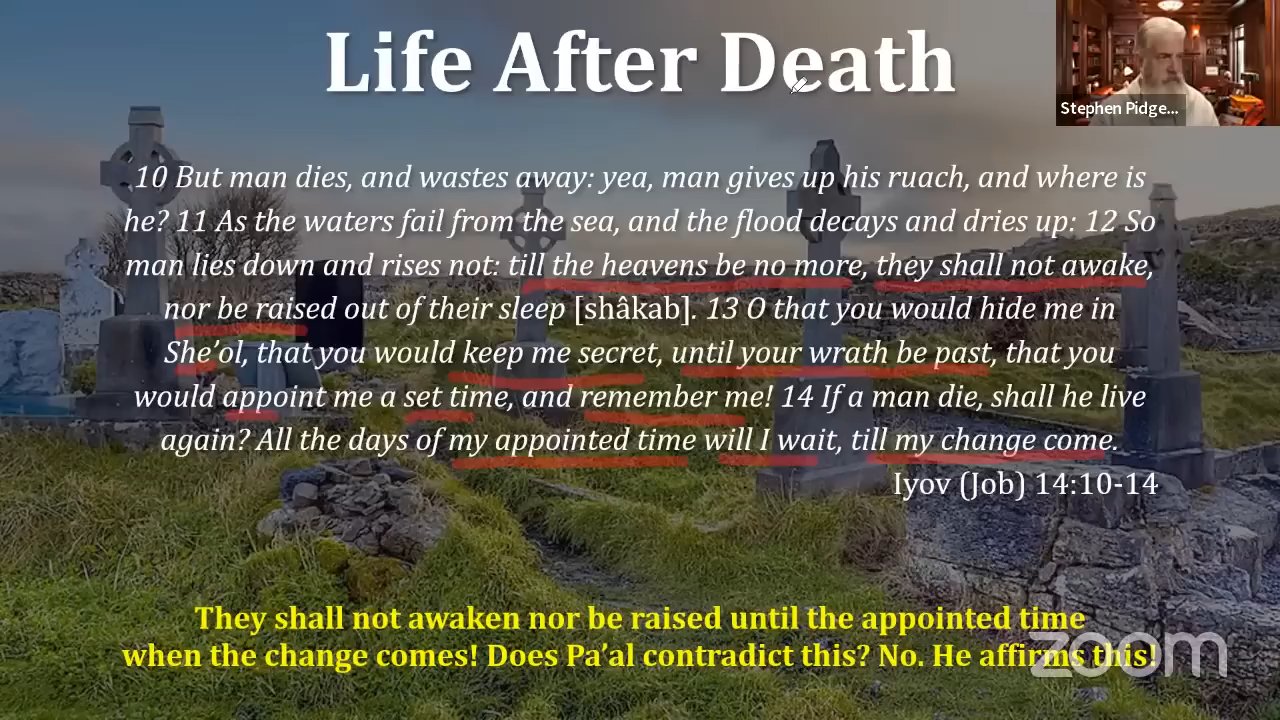 Life After Death
Stephen Pidge...
10 But man dies, and wastes away: yea, man gives up his ruach, and where is
he? 11 As the waters fail from the sea, and the flood decays and dries up: 12 So
man lies down and rises not: till the heavens be no more, they shall not awake,
nor be raised out of their sleep [shâkab]. 13 O that you would hide me in
She’ol, that you would keep me secret, until your wrath be past, that you
would appoint me a set time, and remember me! 14 If a man die, shall he live
again? All the days of my appointed time will I wait, till my change come.
Iyov (Job) 14:10-14
They shall not awaken nor be raised until the appointed time
when the change comes! Does Pa’al contradict this? No. He affirms this!
zoom